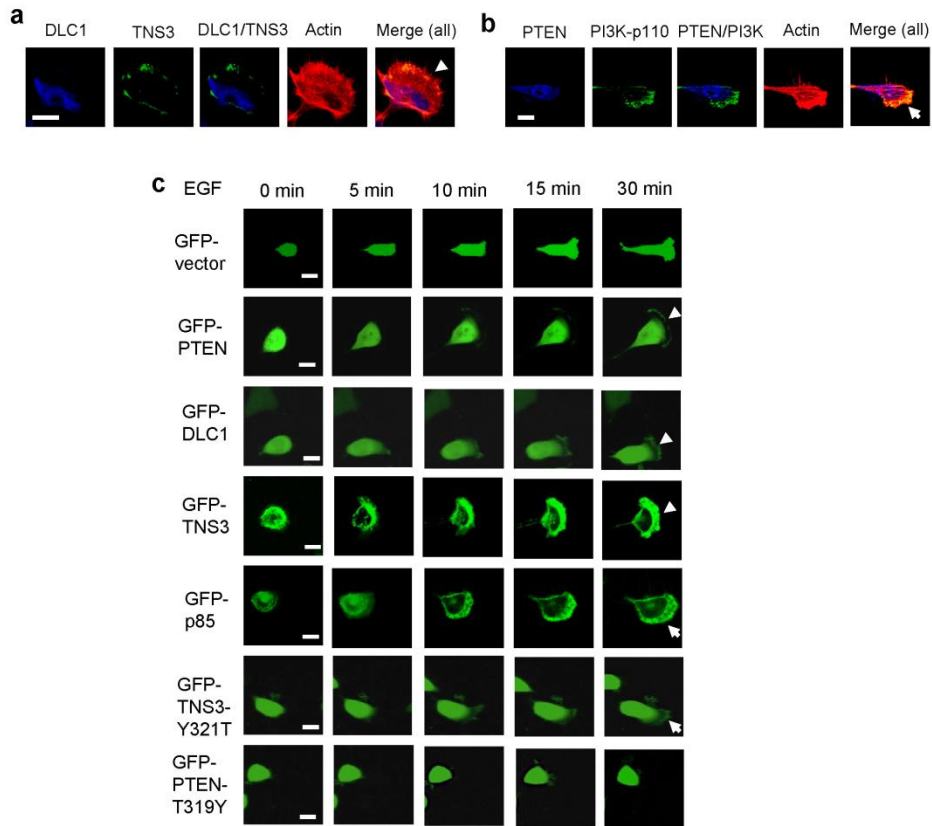 a
DLC1 TNS3 DLC1/TNS3 Actin Merge (all)
b
PTEN PI3K-p110 PTEN/PI3K Actin Merge (all)
c EGF 0 min 5 min 10 min 15 min 30 min
GFP-
vector
GFP-
PTEN
GFP-
DLC1
GFP-
TNS3
GFP-
p85
GFP-
TNS3-
Y321T
GFP-
PTEN-
T319Y